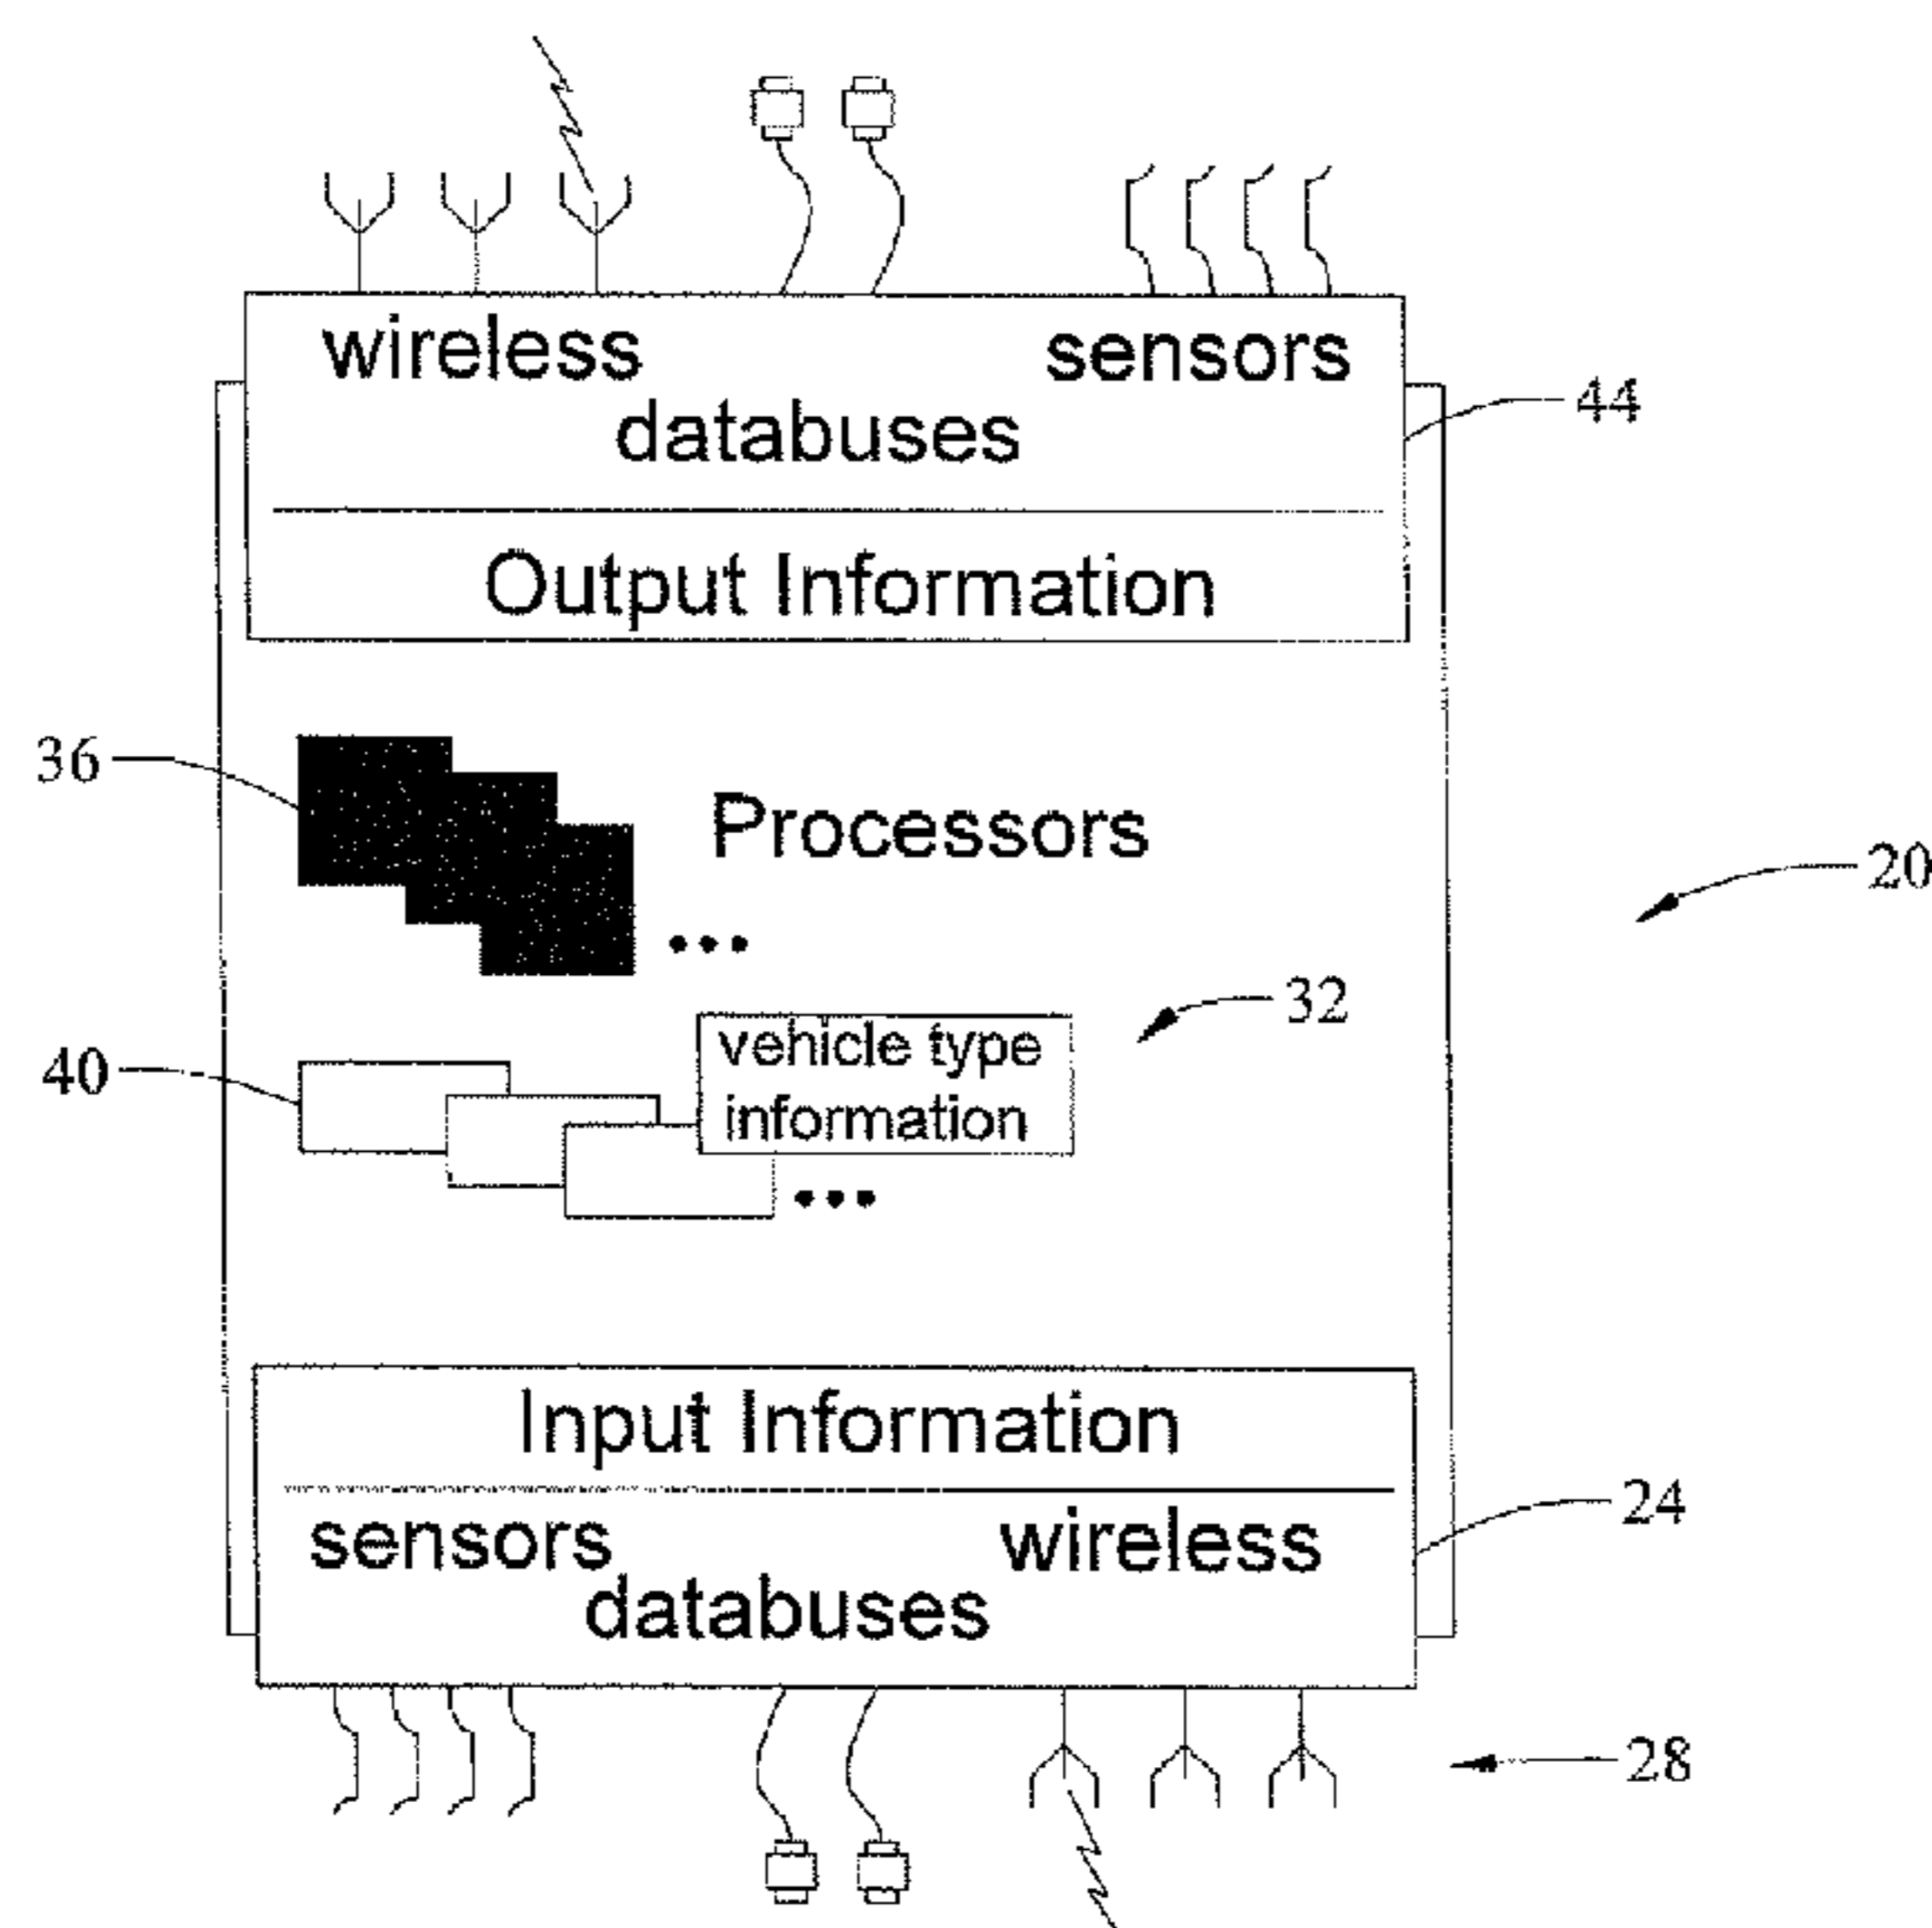 wireless sensors
databuses
44
Output Information
36
Processors
20
32
vehicle type
information
40
Input Information
24
sensors wireless
databuses
28